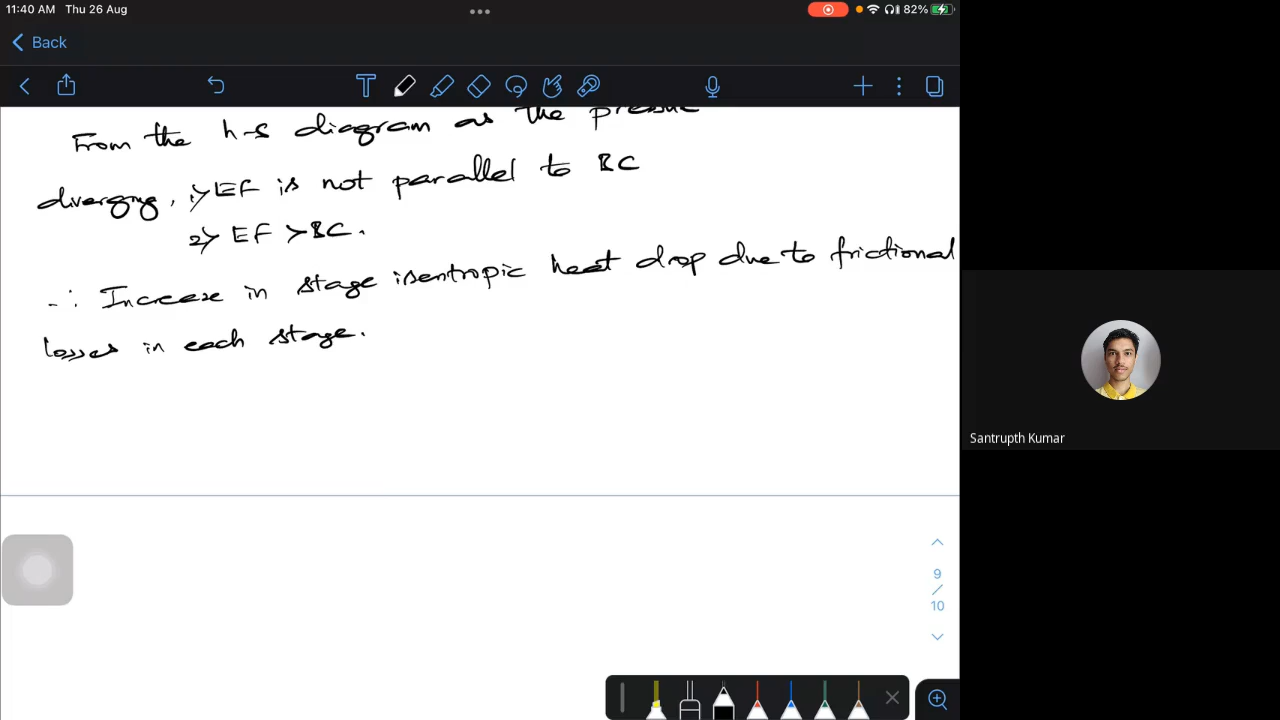 11:40 AM Thu 26 Aug
82%
Back
From the h-s diagram as the pressure
diverging, 1> EF is not parallel to BC
2> EF > BC.
∴ Increase in stage isentropic heat drop due to frictional
losses in each stage.
9
/
10
Santrupth Kumar